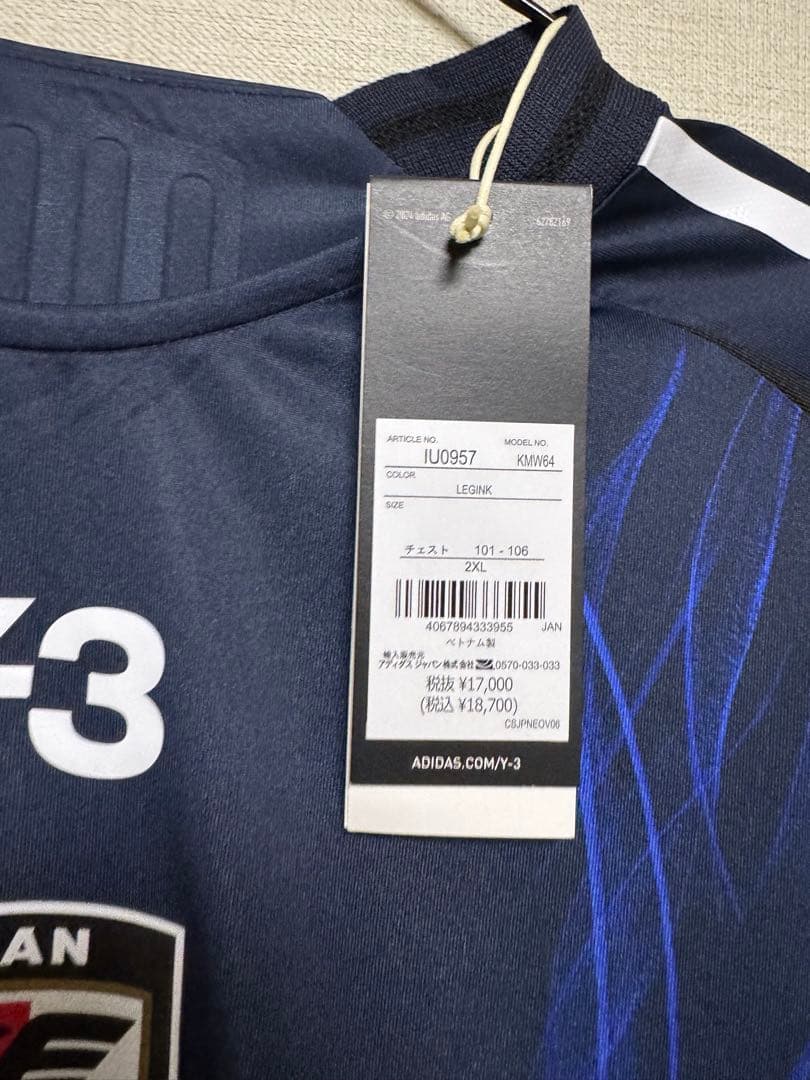 © 2024 adidas AG
62782169
ARTICLE NO.
MODEL NO.
IU0957
KMW64
COLOR
LEGINK
SIZE
チェスト 101 - 106
2XL
4067894333955 JAN
ベトナム製
輸入販売元
アディダス ジャパン株式会社 0570-033-033
税抜 ¥17,000
(税込 ¥18,700)
CSJPNEOV06
ADIDAS.COM/Y-3
-3
AN